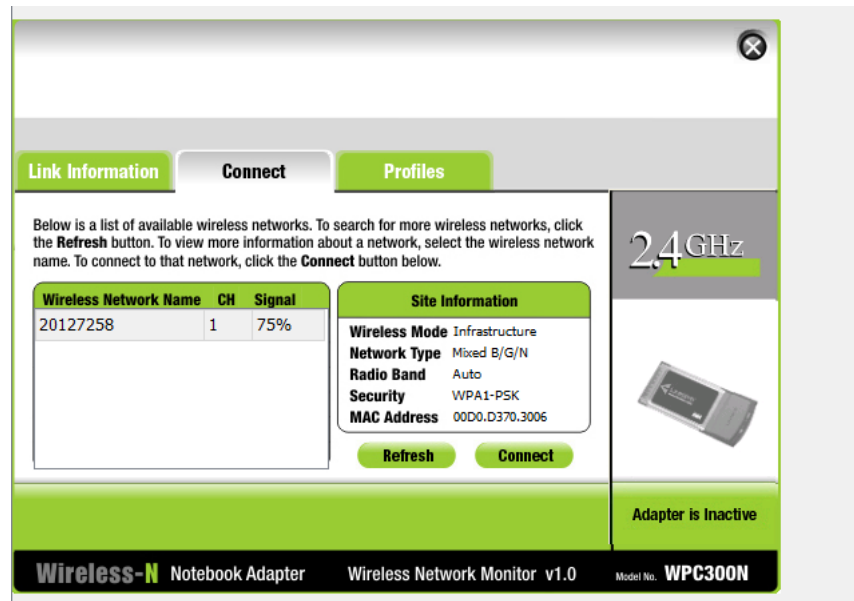 Link Information
Connect
Profiles
Below is a list of available wireless networks. To search for more wireless networks, click
the Refresh button. To view more information about a network, select the wireless network
name. To connect to that network, click the Connect button below.
2.4GHz
Wireless Network Name CH Signal
20127258 1 75%
Site Information
Wireless Mode Infrastructure
Network Type Mixed B/G/N
Radio Band Auto
Security WPA1-PSK
MAC Address 00D0.D370.3006
Refresh
Connect
Adapter is Inactive
Wireless-N Notebook Adapter Wireless Network Monitor v1.0 Model No. WPC300N